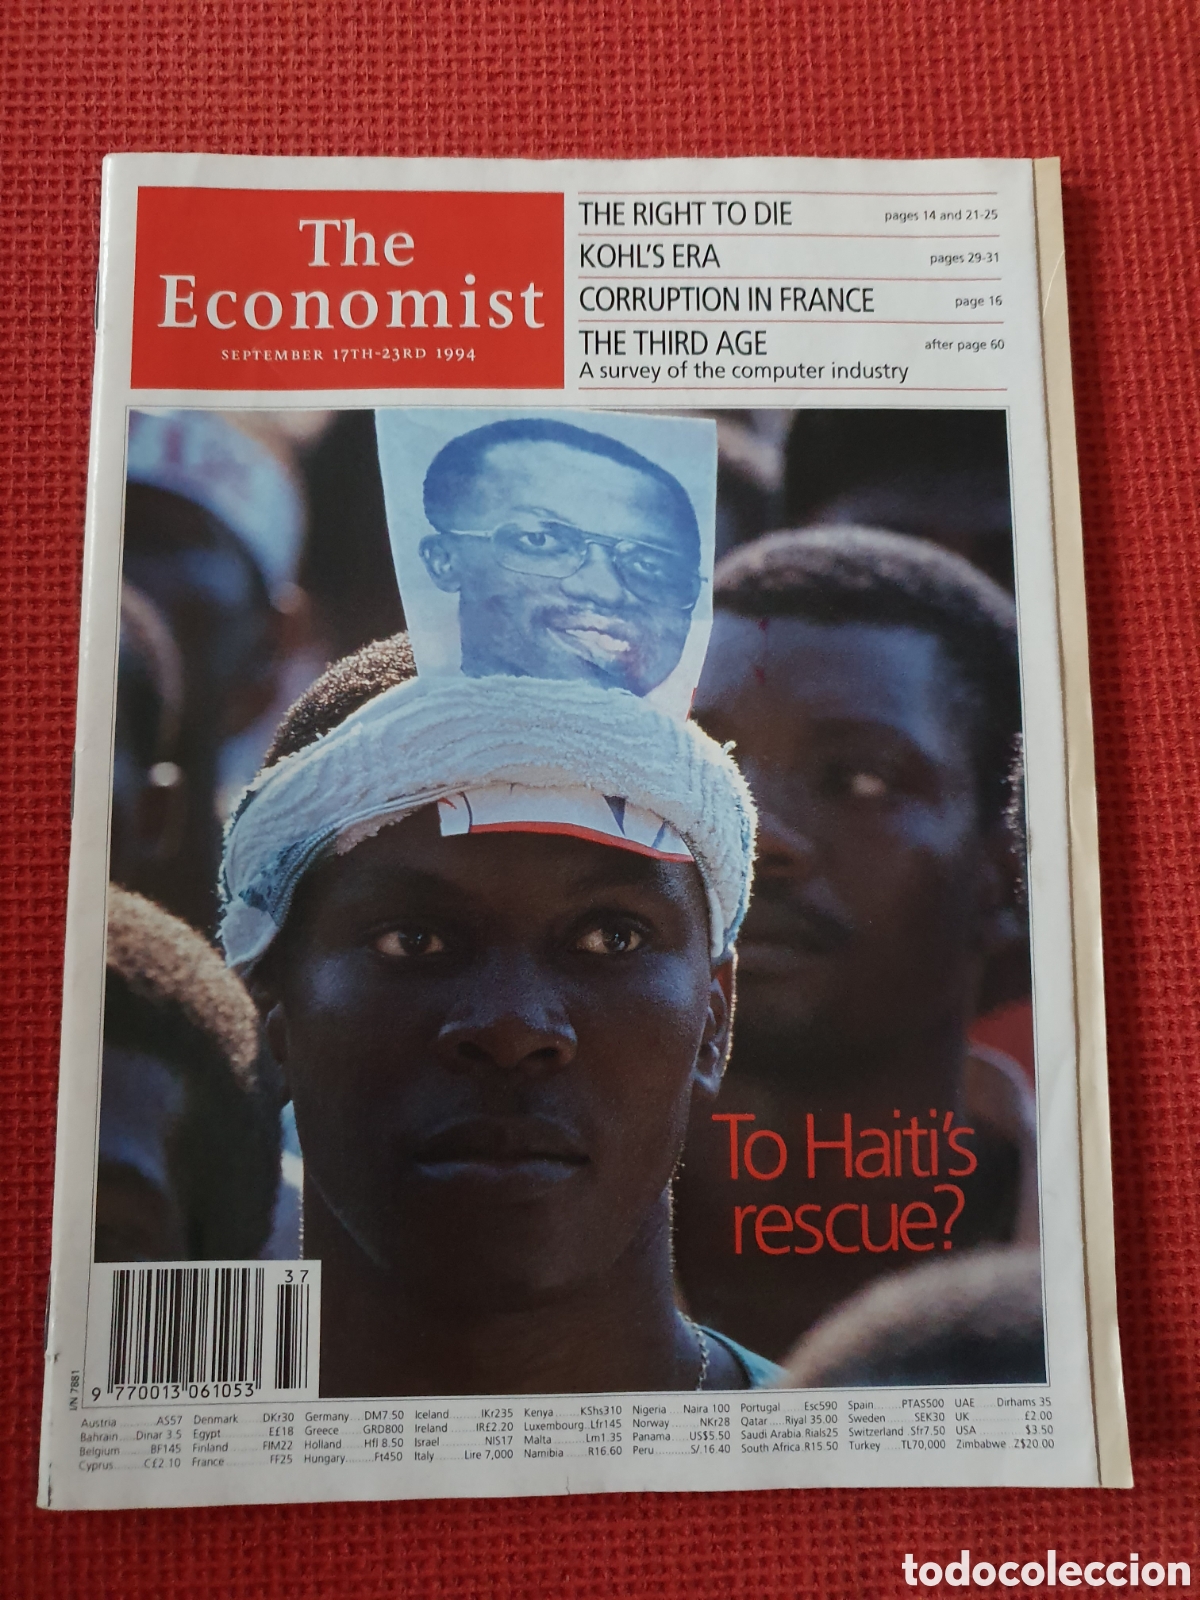 The
Economist
SEPTEMBER 17TH-23RD 1994
THE RIGHT TO DIE pages 14 and 21-25
KOHL'S ERA pages 29-31
CORRUPTION IN FRANCE page 16
THE THIRD AGE after page 60
A survey of the computer industry
To Haiti's
rescue?
37
9 770013 061053
I/N 7881
Austria AS57
Bahrain Dinar 3.5
Belgium BF145
Cyprus C£2.10
Denmark DKr30
Egypt E£18
Finland FIM22
France FF25
Germany DM7.50
Greece GRD800
Holland Hfl 8.50
Hungary Ft450
Iceland IKr235
Ireland IR£2.20
Israel NIS17
Italy Lire 7,000
Kenya KShs310
Luxembourg Lfr145
Malta Lm1.35
Namibia R16.60
Nigeria Naira 100
Norway NKr28
Panama US$5.50
Peru S/.16.40
Portugal Esc590
Qatar Riyal 35.00
Saudi Arabia Rials25
South Africa R15.50
Spain PTAS500
Sweden SEK30
Switzerland Sfr7.50
Turkey TL70,000
UAE Dirhams 35
UK £2.00
USA $3.50
Zimbabwe Z$20.00
todocoleccion